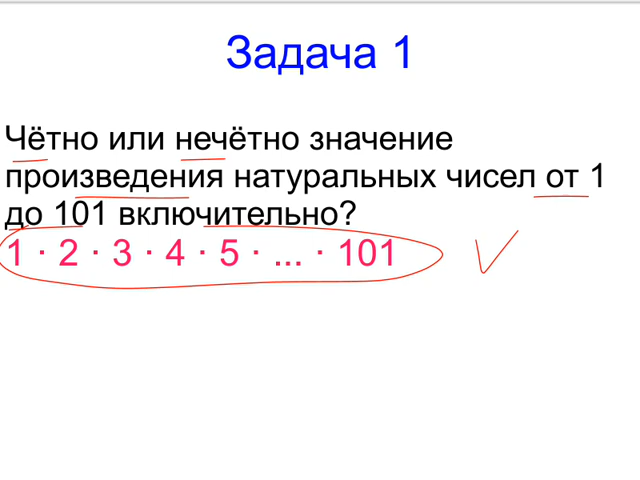 Задача 1
Чётно или нечётно значение
произведения натуральных чисел от 1
до 101 включительно?
1 · 2 · 3 · 4 · 5 · ... · 101